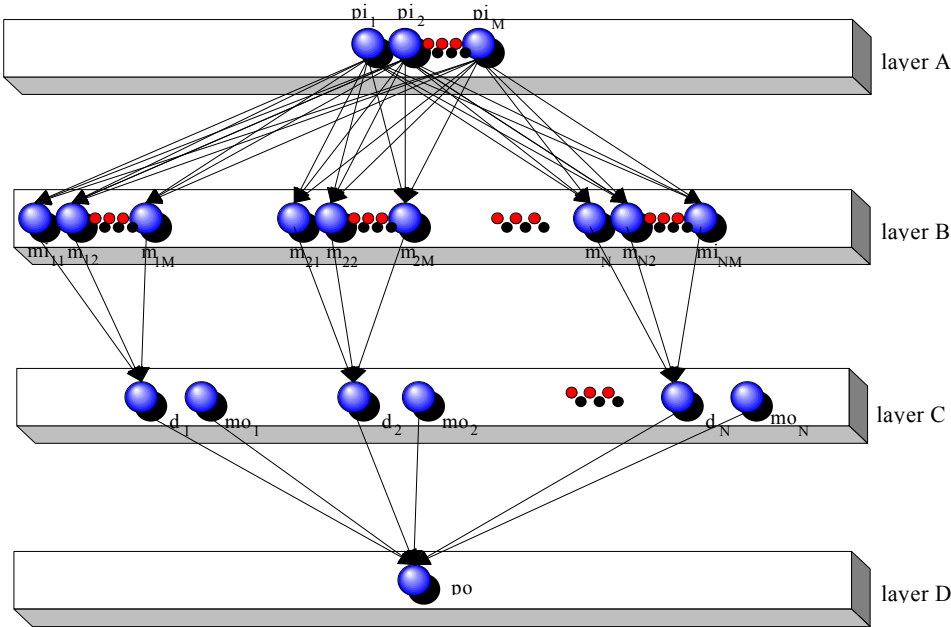 pi1 pi2 piM
layer A
mi11 m12 m1M m21 m22 m2M mN mN2 miNM
layer B
d1 mo1 d2 mo2 dN moN
layer C
po
layer D